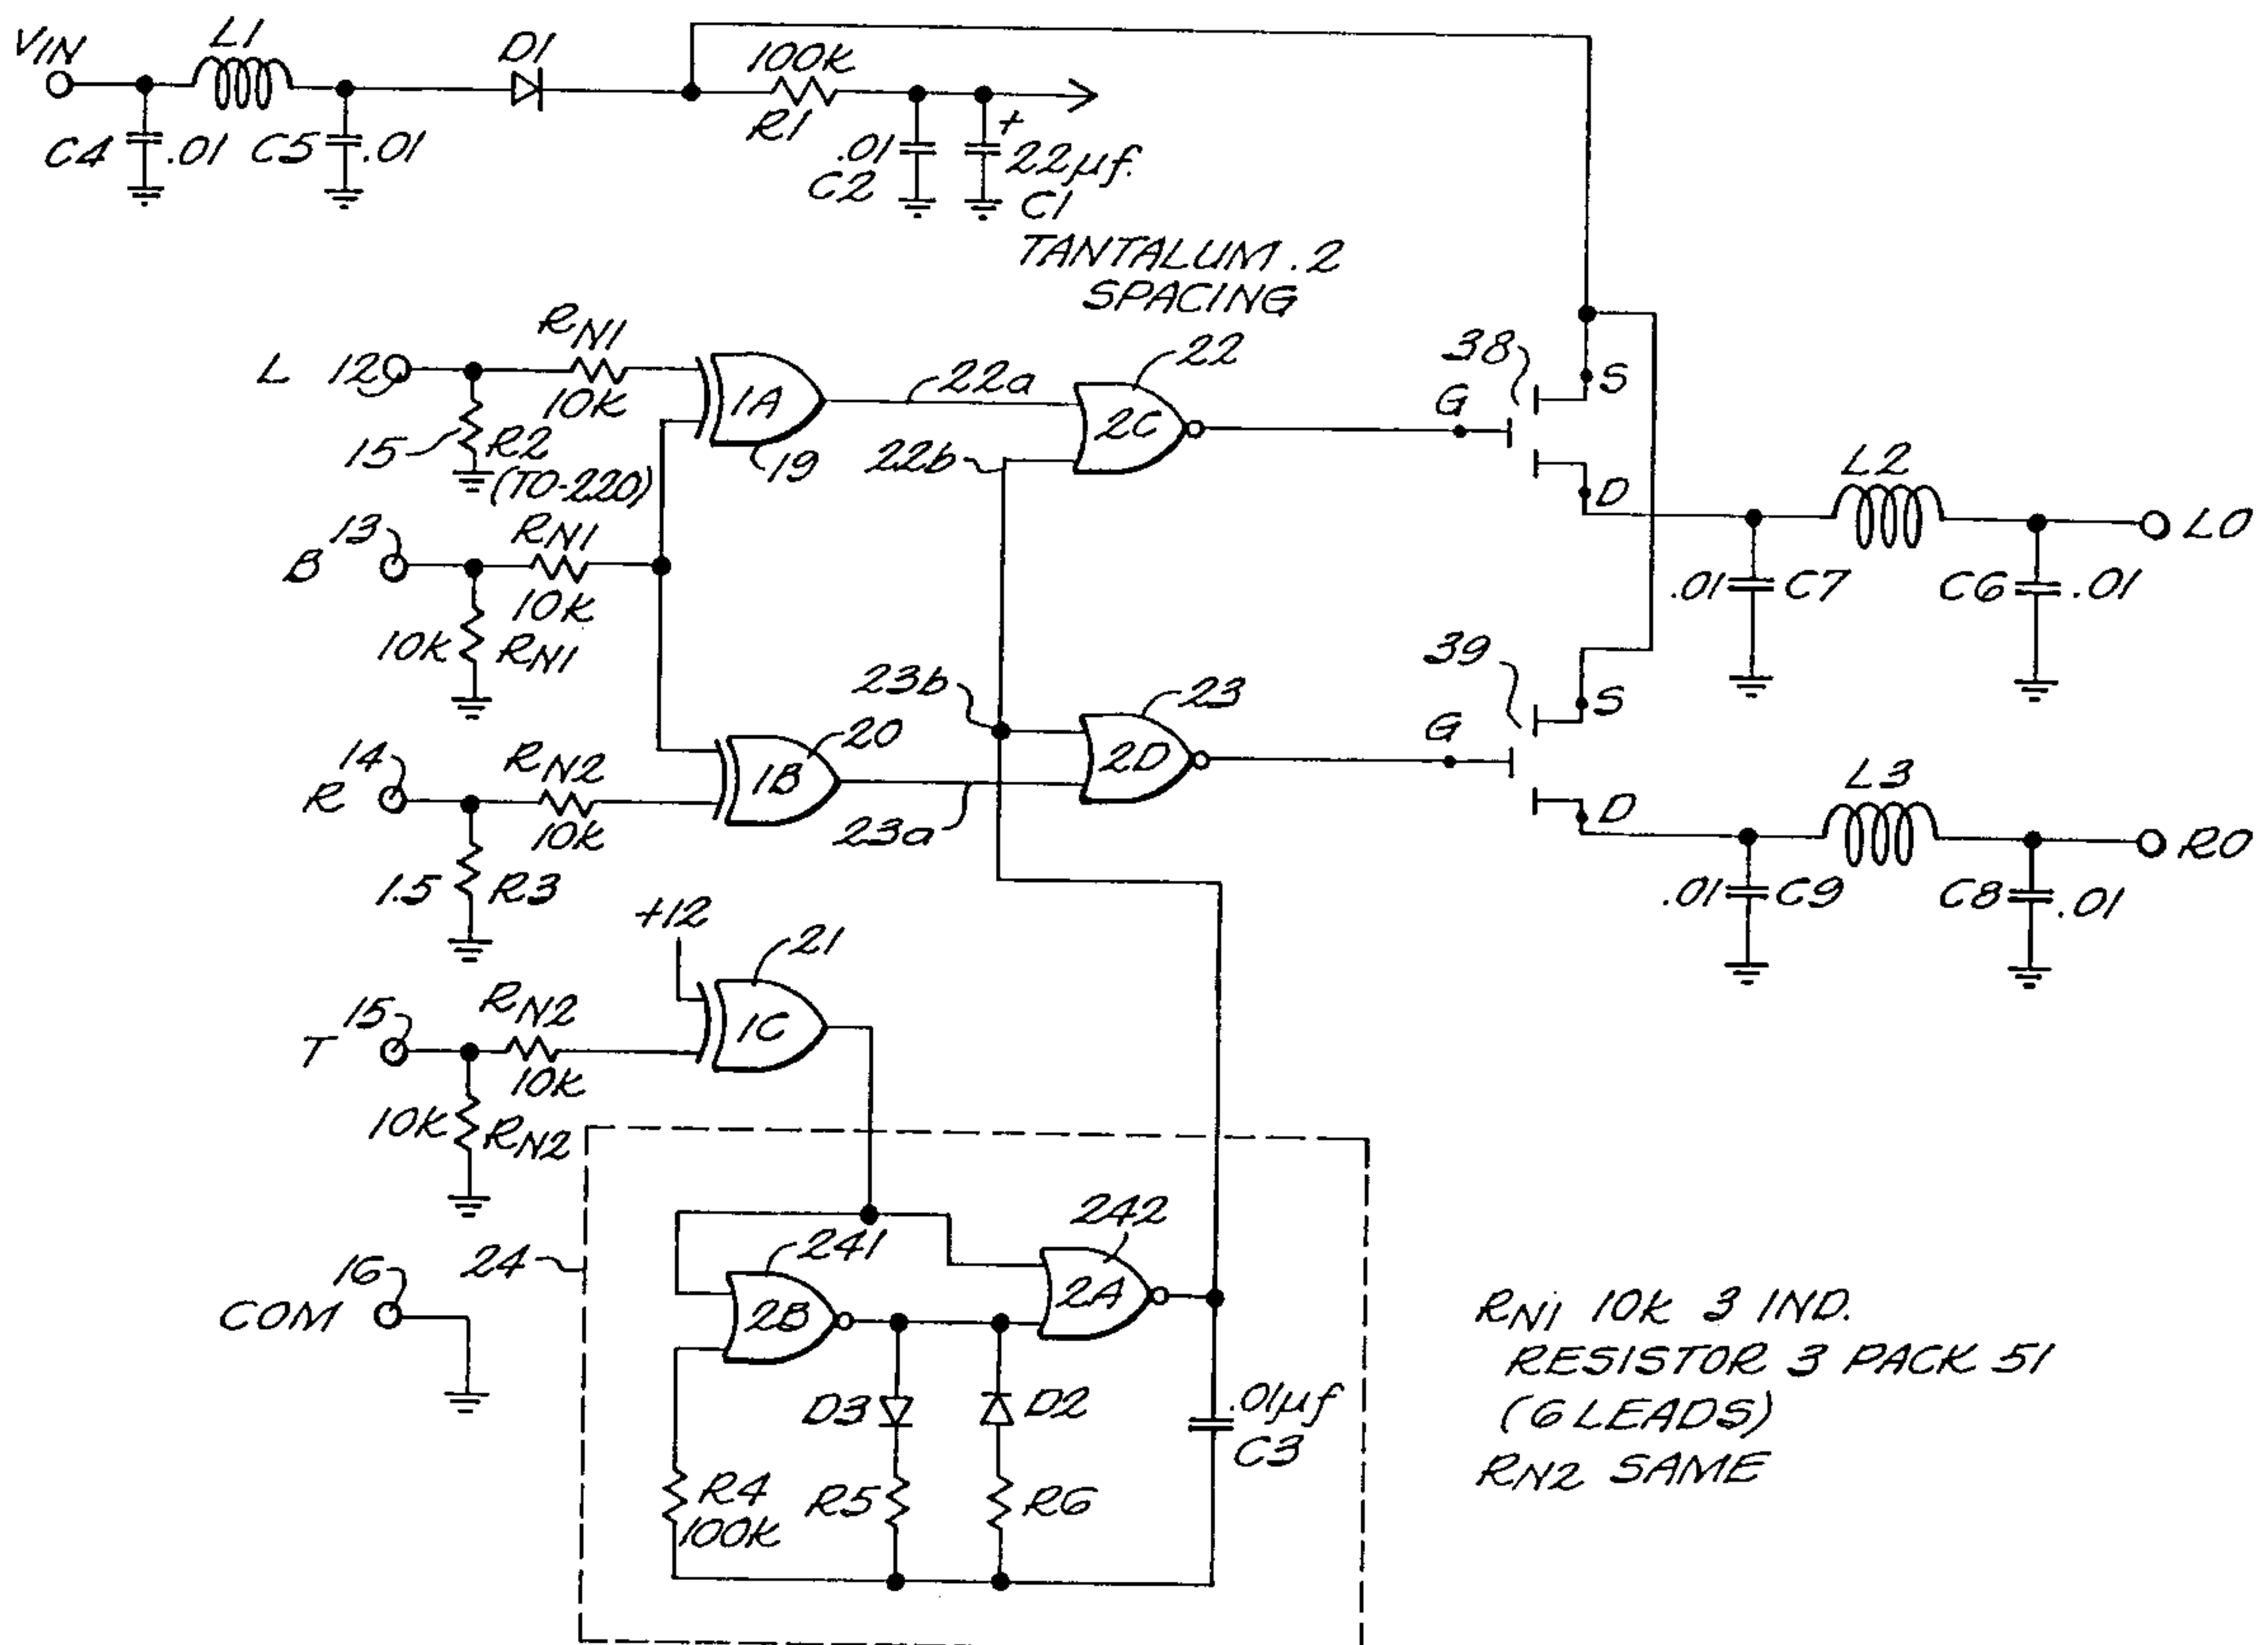 VIN
L1
D1
100K
R1
C4
.01
C5
.01
.01
C2
+
22µf.
C1
TANTALUM .2
SPACING
L
12
RN1
10K
15
R2
(TO-220)
1A
19
22a
22b
22
2C
38
G
S
D
L2
LO
.01
C7
C6
.01
B
13
RN1
10K
10K
RN1
R
14
RN2
10K
1.5
R3
1B
20
23a
23b
23
2D
39
G
S
D
L3
RO
.01
C9
C8
.01
+12
21
1C
T
15
RN2
10K
10K
RN2
COM
16
24
241
2B
242
2A
D3
D2
R4
100K
R5
R6
.01µf
C3
RN1 10K 3 IND.
RESISTOR 3 PACK 51
(6 LEADS)
RN2 SAME